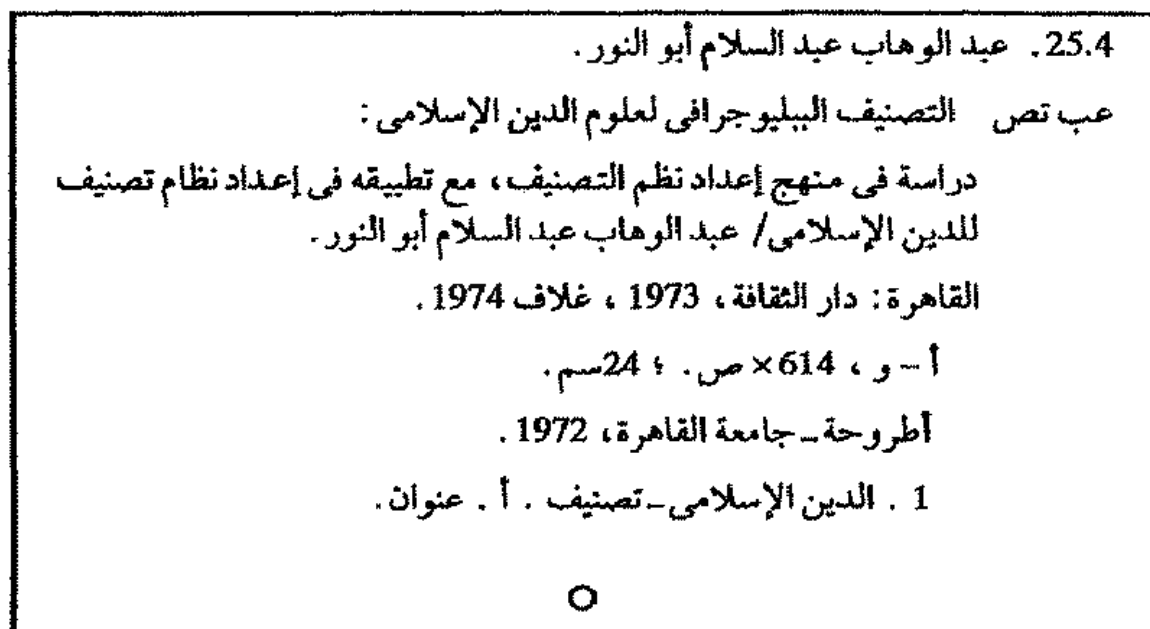 25.4. عبد الوهاب عبد السلام أبو النور.
عب تص التصنيف الببليوجرافى لعلوم الدين الإسلامى:
دراسة فى منهج إعداد نظم التصنيف، مع تطبيقه فى إعداد نظام تصنيف
للدين الإسلامى/ عبد الوهاب عبد السلام أبو النور.
القاهرة: دار الثقافة، 1973 ، غلاف 1974.
أ – و ، 614× ص. ؛ 24سم.
أطروحة ـ جامعة القاهرة، 1972.
1 . الدين الإسلامى ـ تصنيف . أ . عنوان.